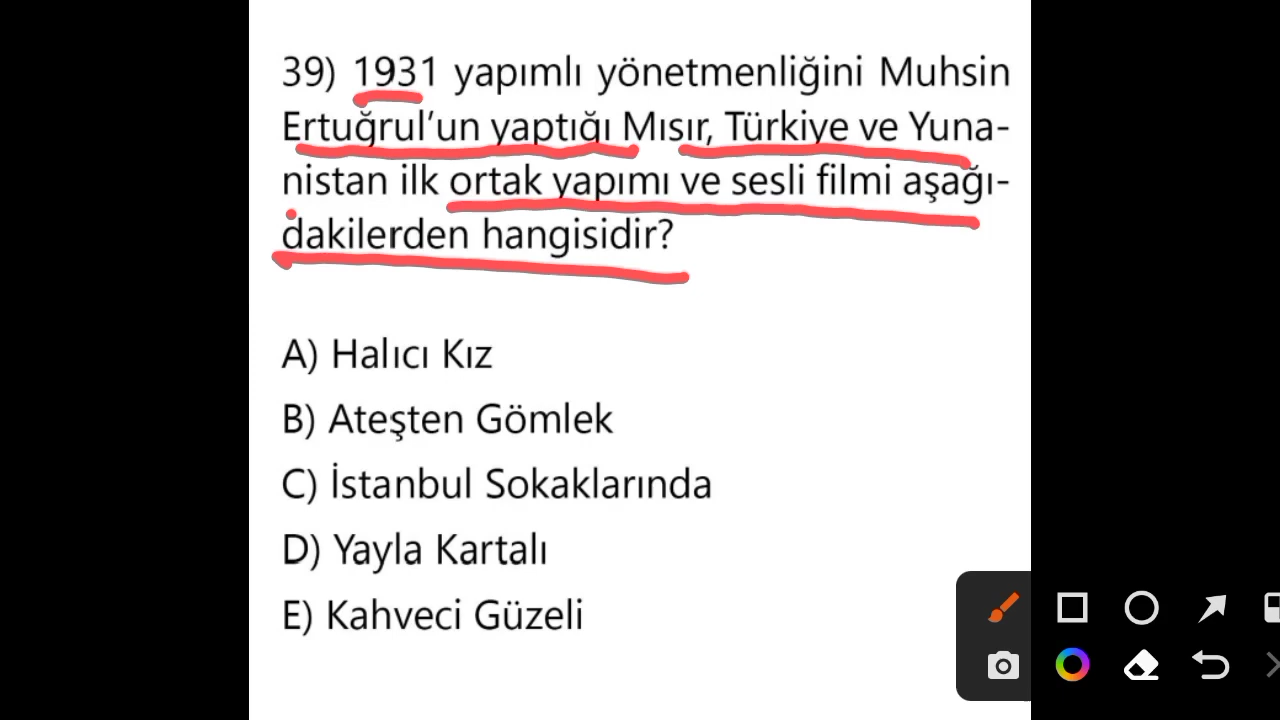 39) 1931 yapımlı yönetmenliğini Muhsin
Ertuğrul'un yaptığı Mısır, Türkiye ve Yuna-
nistan ilk ortak yapımı ve sesli filmi aşağı-
dakilerden hangisidir?
A) Halıcı Kız
B) Ateşten Gömlek
C) İstanbul Sokaklarında
D) Yayla Kartalı
E) Kahveci Güzeli